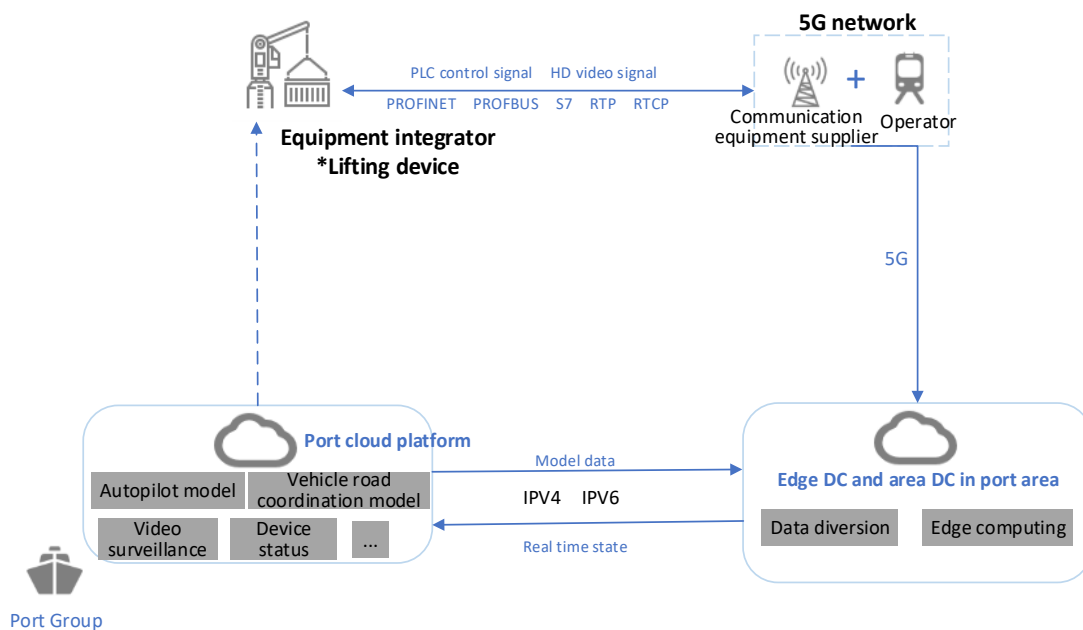 5G network
PLC control signal HD video signal
PROFINET PROFBUS S7 RTP RTCP
Communication
equipment supplier
Operator
Equipment integrator
*Lifting device
5G
Port cloud platform
Autopilot model
Vehicle road
coordination model
Video
surveillance
Device
status
...
Model data
IPV4 IPV6
Real time state
Edge DC and area DC in port area
Data diversion
Edge computing
Port Group